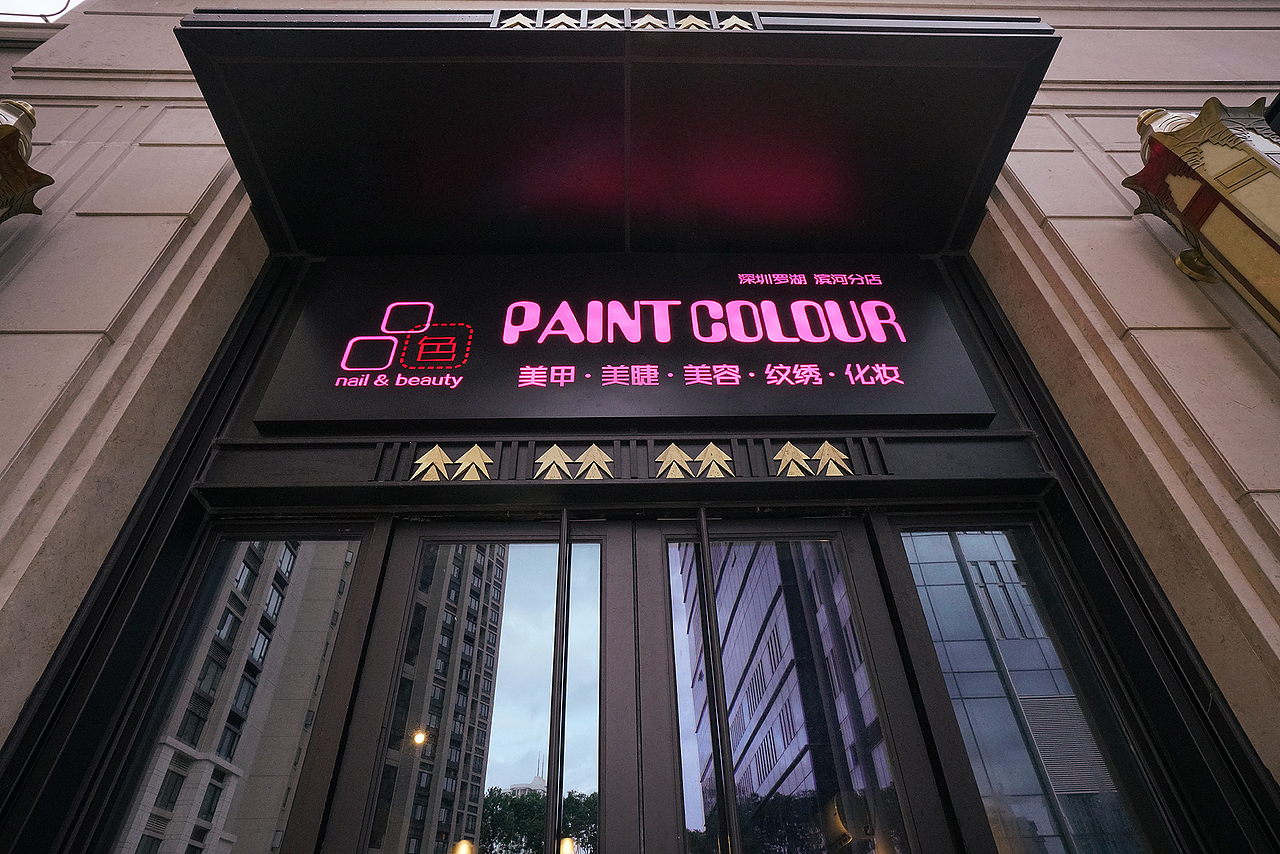 深圳罗湖 滨河分店
PAINT COLOUR
色
nail & beauty
美甲·美睫·美容·纹绣·化妆